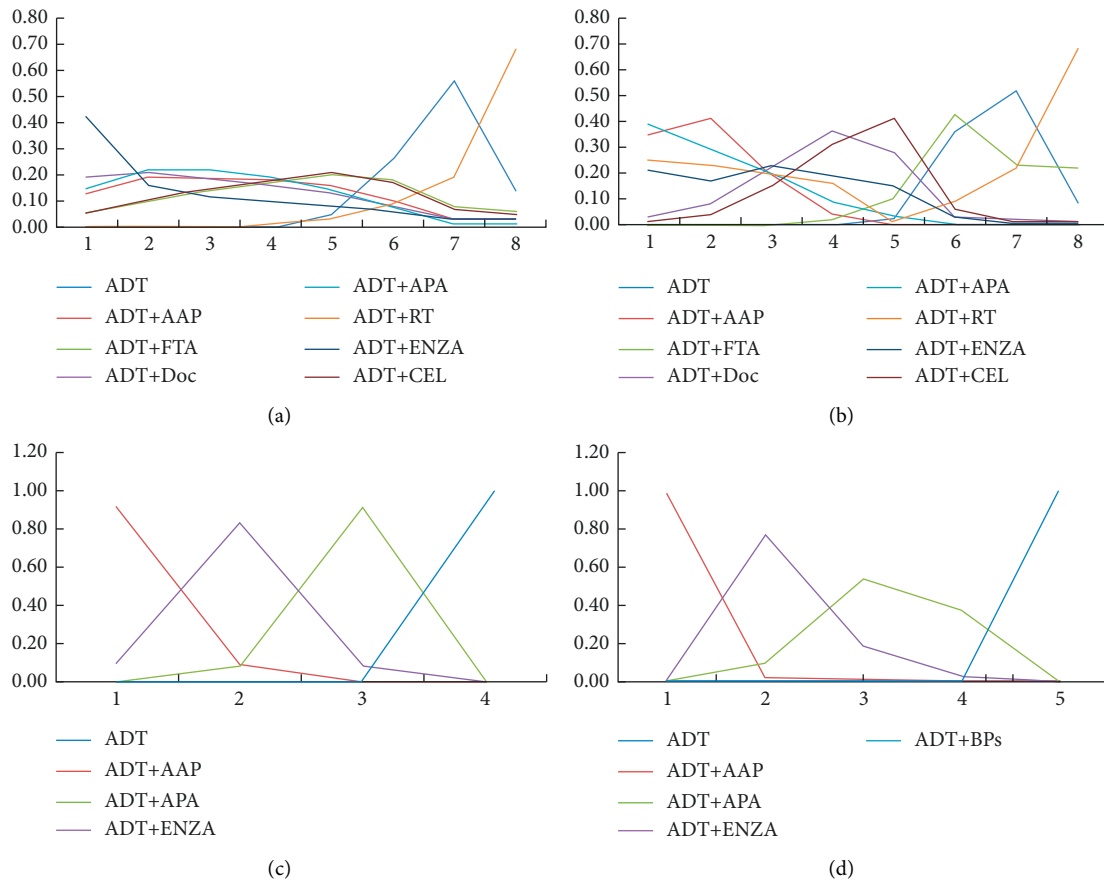 0.80
0.70
0.60
0.50
0.40
0.30
0.20
0.10
0.00
1 2 3 4 5 6 7 8
ADT ADT+APA
ADT+AAP ADT+RT
ADT+FTA ADT+ENZA
ADT+Doc ADT+CEL
(a)
0.80
0.70
0.60
0.50
0.40
0.30
0.20
0.10
0.00
1 2 3 4 5 6 7 8
ADT ADT+APA
ADT+AAP ADT+RT
ADT+FTA ADT+ENZA
ADT+Doc ADT+CEL
(b)
1.20
1.00
0.80
0.60
0.40
0.20
0.00
1 2 3 4
ADT
ADT+AAP
ADT+APA
ADT+ENZA
(c)
1.20
1.00
0.80
0.60
0.40
0.20
0.00
1 2 3 4 5
ADT ADT+BPs
ADT+AAP
ADT+APA
ADT+ENZA
(d)